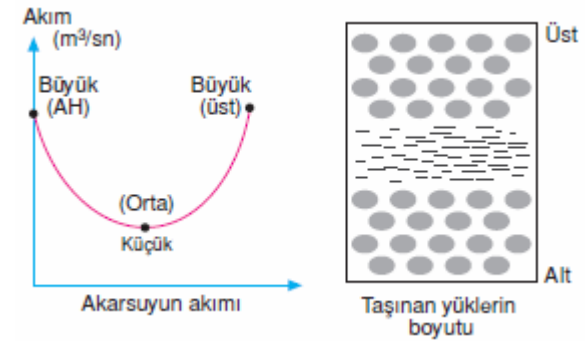 Akım
(m³/sn)
Büyük
(AH)
Büyük
(üst)
(Orta)
Küçük
Akarsuyun akımı
Üst
Alt
Taşınan yüklerin
boyutu